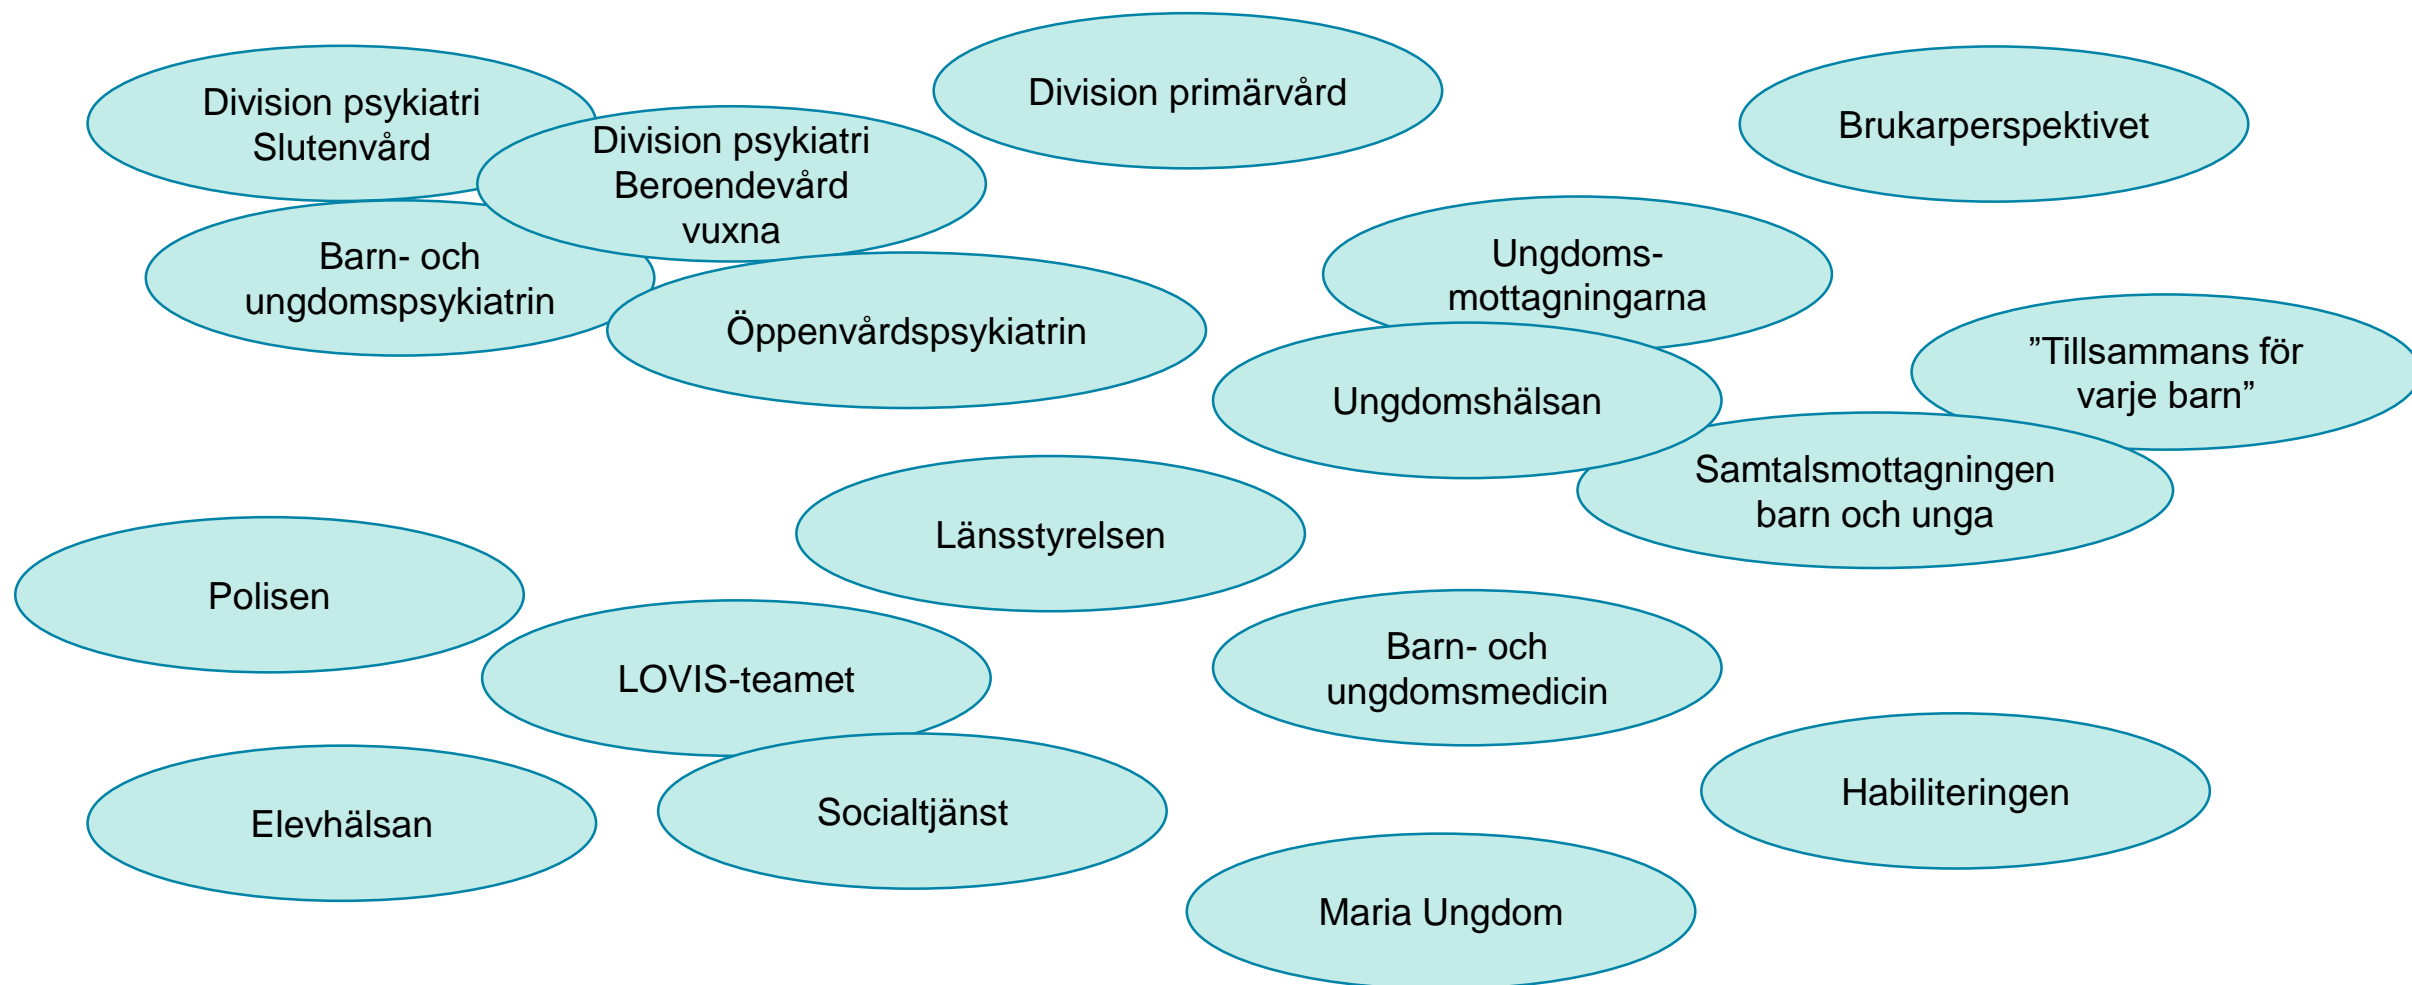 Division psykiatri
Slutenvård
Division psykiatri
Beroendevård
vuxna
Division primärvård
Brukarperspektivet
Barn- och
ungdomspsykiatrin
Öppenvårdspsykiatrin
Ungdoms-
mottagningarna
Ungdomshälsan
”Tillsammans för
varje barn”
Samtalsmottagningen
barn och unga
Länsstyrelsen
Polisen
LOVIS-teamet
Barn- och
ungdomsmedicin
Elevhälsan
Socialtjänst
Habiliteringen
Maria Ungdom